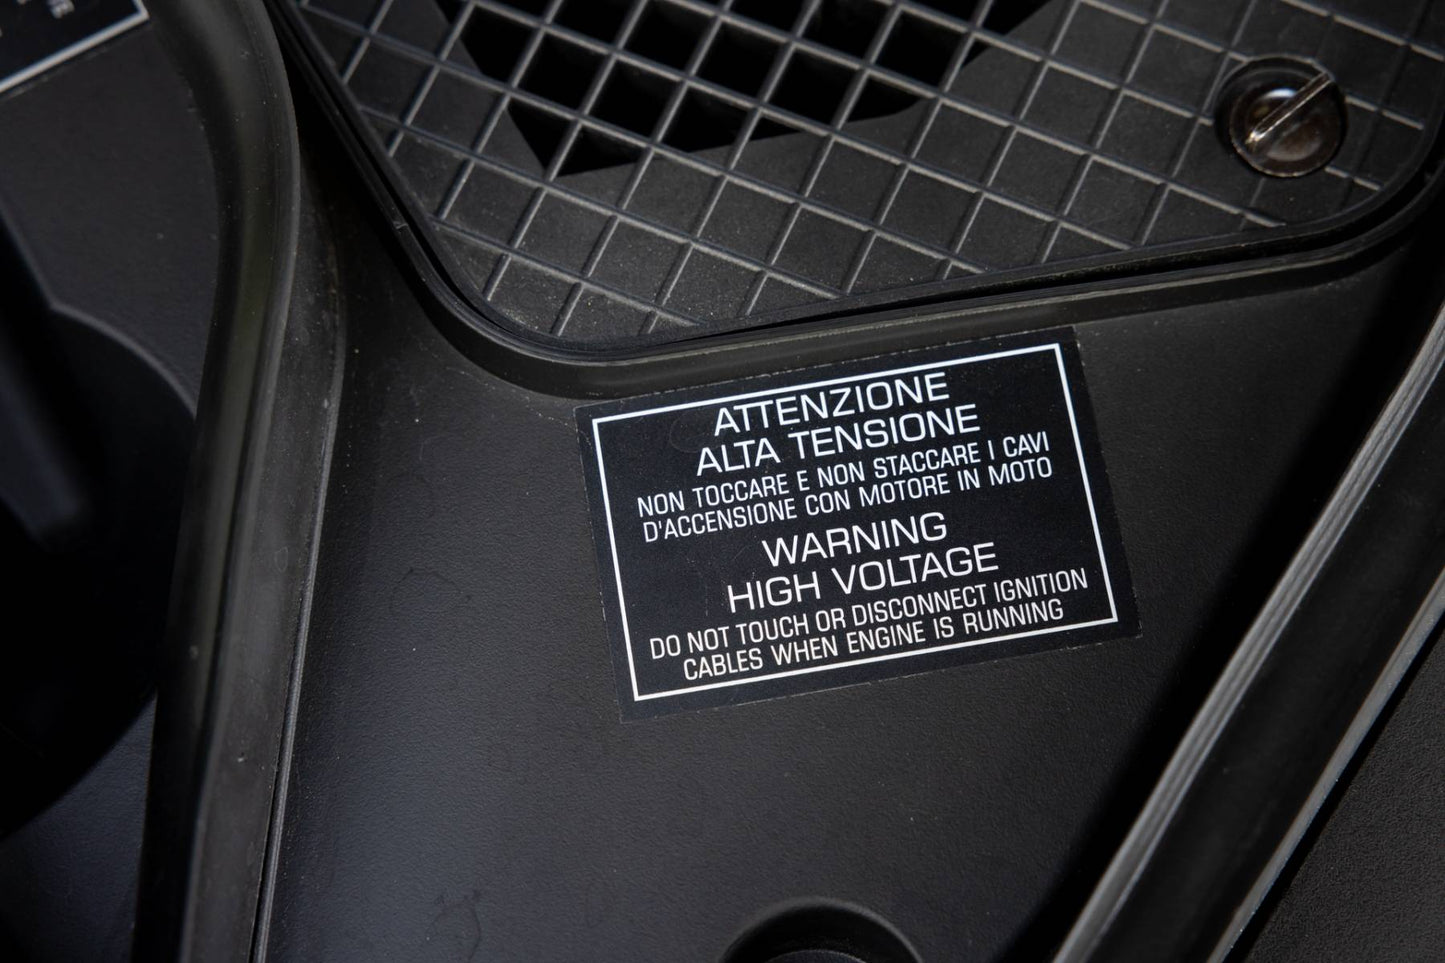 ATTENZIONE
ALTA TENSIONE
NON TOCCARE E NON STACCARE I CAVI
D'ACCENSIONE CON MOTORE IN MOTO
WARNING
HIGH VOLTAGE
DO NOT TOUCH OR DISCONNECT IGNITION
CABLES WHEN ENGINE IS RUNNING